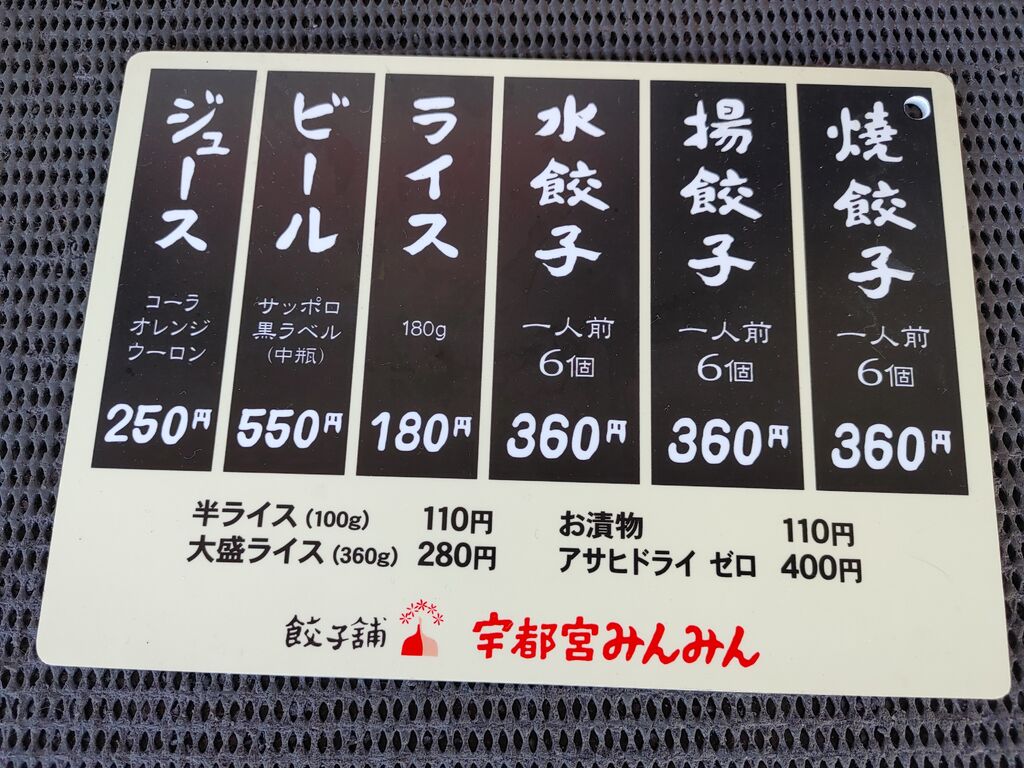 焼餃子
一人前
6個
360円
揚餃子
一人前
6個
360円
水餃子
一人前
6個
360円
ライス
180g
180円
ビール
サッポロ
黒ラベル
(中瓶)
550円
ジュース
コーラ
オレンジ
ウーロン
250円
半ライス(100g) 110円
大盛ライス(360g) 280円
お漬物 110円
アサヒドライ ゼロ 400円
餃子舗 宇都宮みんみん